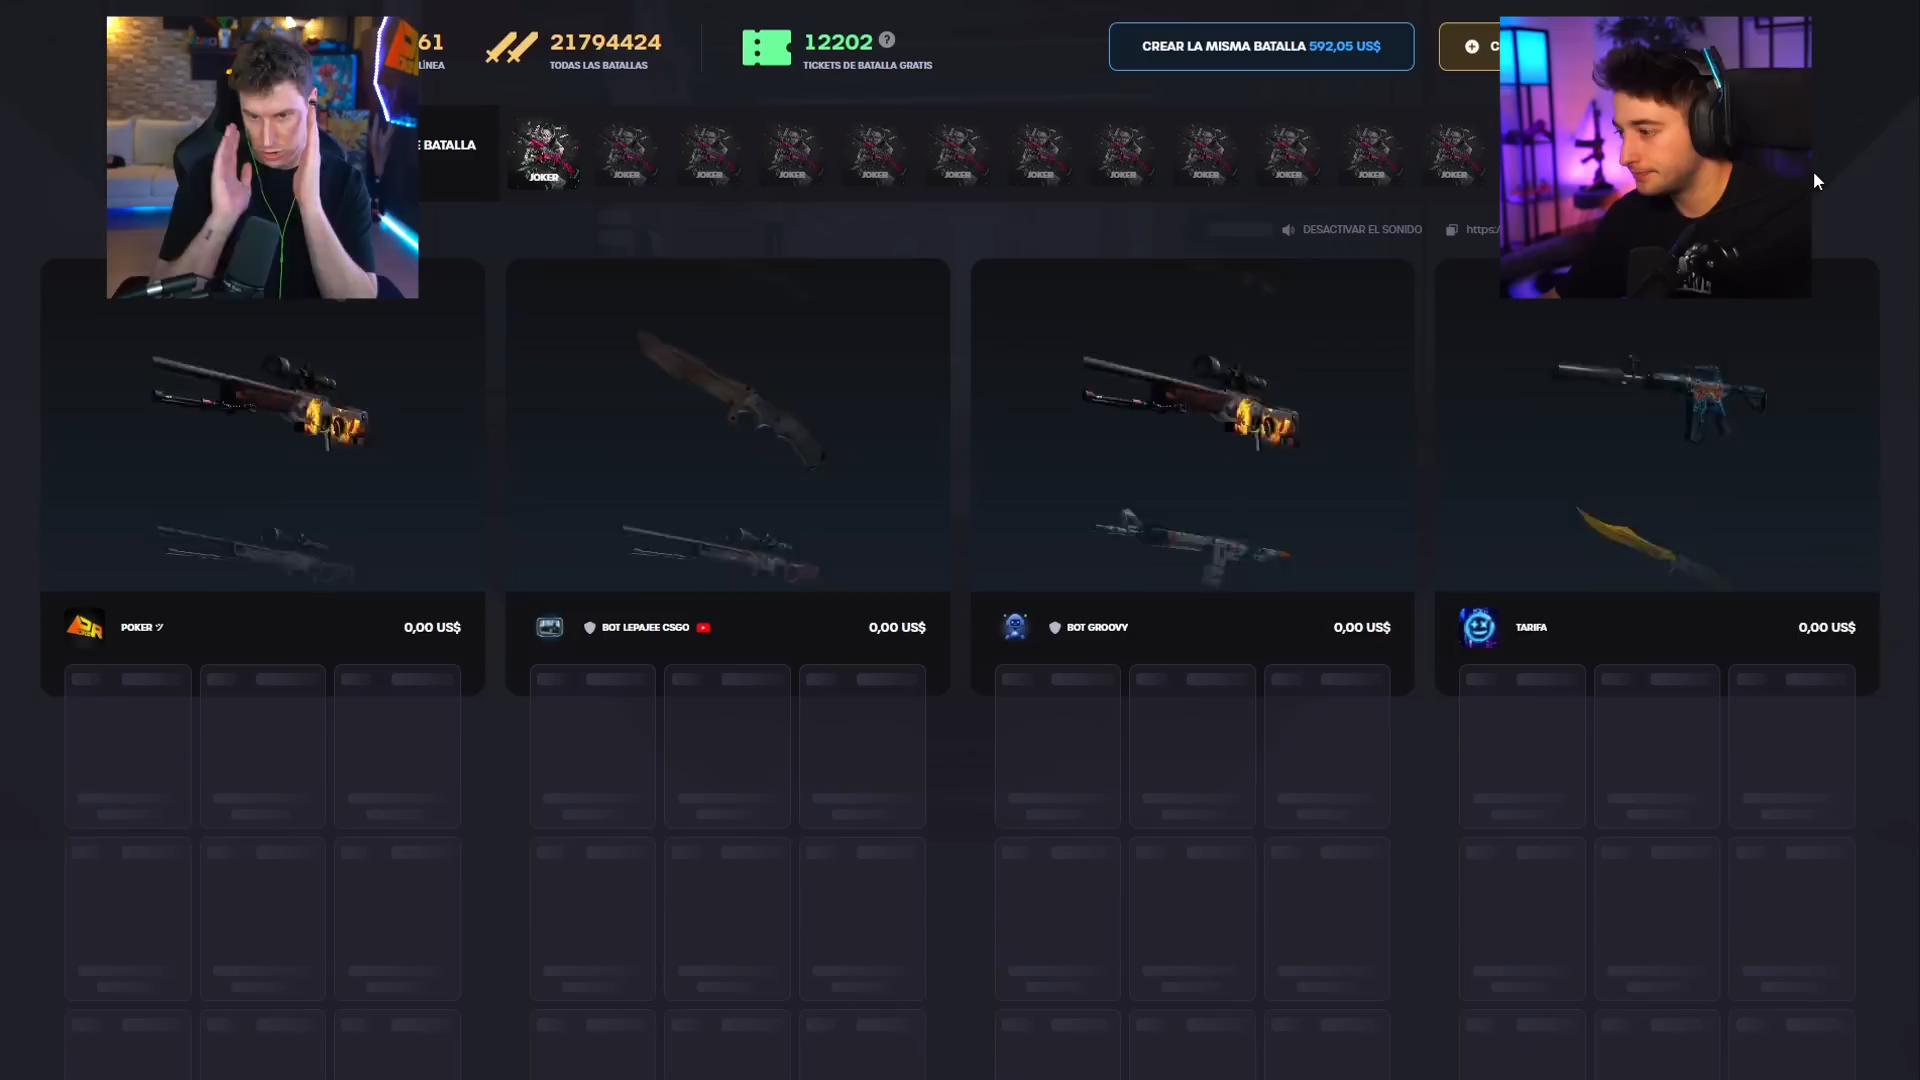 61
LÍNEA
21794424
TODAS LAS BATALLAS
12202
?
TICKETS DE BATALLA GRATIS
CREAR LA MISMA BATALLA 592,05 US$
C
E BATALLA
JOKER
JOKER
JOKER
JOKER
JOKER
JOKER
JOKER
JOKER
JOKER
JOKER
JOKER
JOKER
DESACTIVAR EL SONIDO
https:/
POKER ツ
0,00 US$
BOT LEPAJEE CSGO
0,00 US$
BOT GROOVY
0,00 US$
TARIFA
0,00 US$